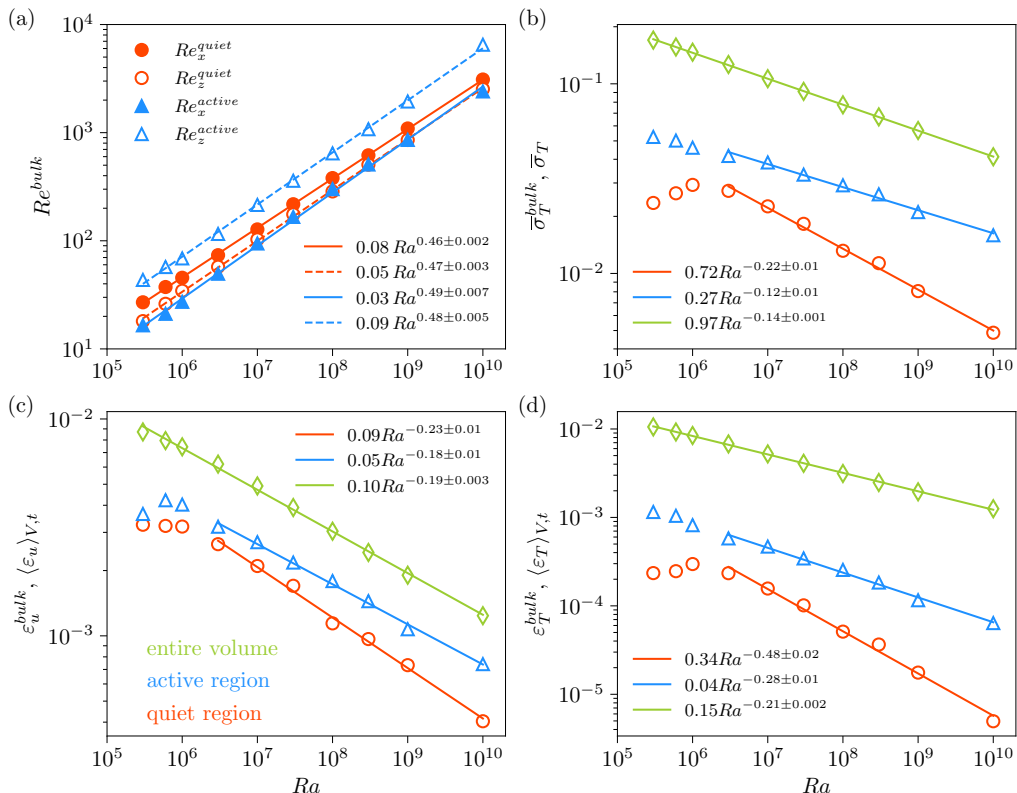 (a)
10^4
10^3
10^2
10^1
Re^{bulk}
Re_x^{quiet}
Re_z^{quiet}
Re_x^{active}
Re_z^{active}
0.08 Ra^{0.46±0.002}
0.05 Ra^{0.47±0.003}
0.03 Ra^{0.49±0.007}
0.09 Ra^{0.48±0.005}
10^5 10^6 10^7 10^8 10^9 10^{10}
(b)
10^{−1}
10^{−2}
\overline{σ}_T^{bulk}, \overline{σ}_T
0.72Ra^{−0.22±0.01}
0.27Ra^{−0.12±0.01}
0.97Ra^{−0.14±0.001}
10^5 10^6 10^7 10^8 10^9 10^{10}
(c)
10^{−2}
10^{−3}
ε_u^{bulk}, ⟨ε_u⟩_{V,t}
0.09Ra^{−0.23±0.01}
0.05Ra^{−0.18±0.01}
0.10Ra^{−0.19±0.003}
entire volume
active region
quiet region
10^5 10^6 10^7 10^8 10^9 10^{10}
Ra
(d)
10^{−2}
10^{−3}
10^{−4}
10^{−5}
ε_T^{bulk}, ⟨ε_T⟩_{V,t}
0.34Ra^{−0.48±0.02}
0.04Ra^{−0.28±0.01}
0.15Ra^{−0.21±0.002}
10^5 10^6 10^7 10^8 10^9 10^{10}
Ra